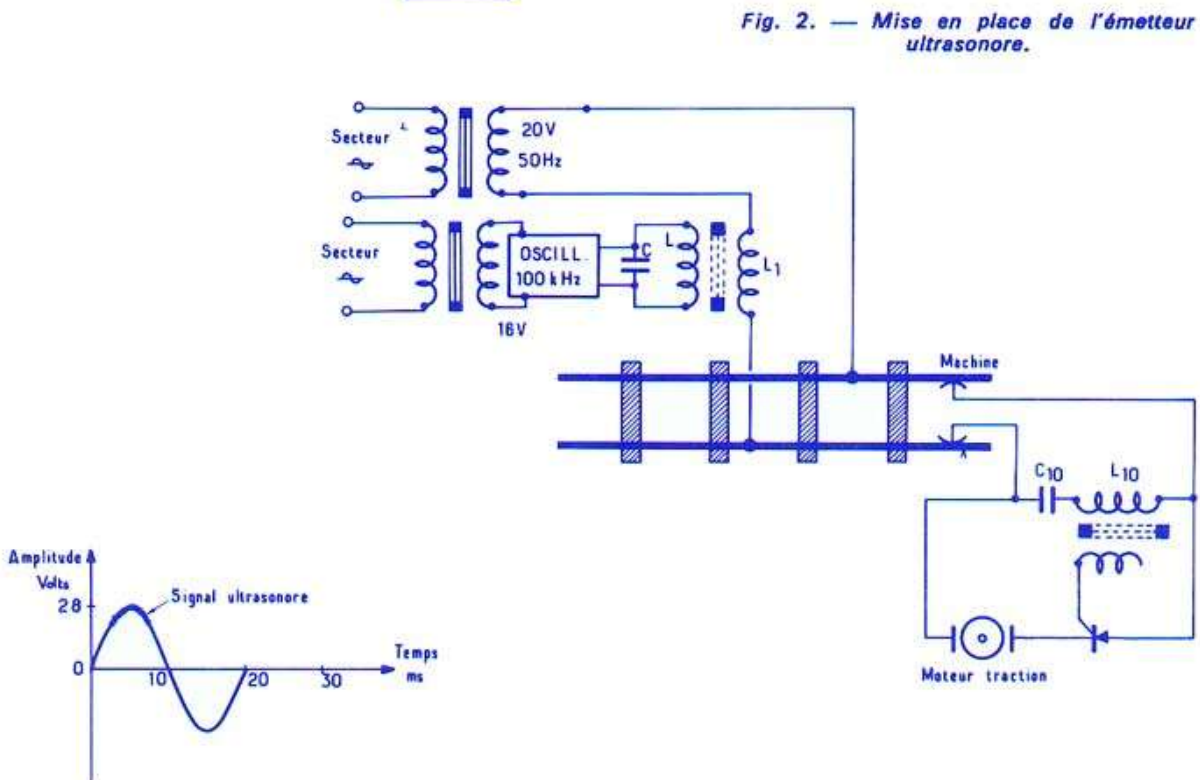 Fig. 2. — Mise en place de l'émetteur
ultrasonore.
Secteur
20V
50Hz
Secteur
OSCILL.
100 kHz
C
L
L1
16V
Machine
C10
L10
Moteur traction
Amplitude
Volts
28
Signal ultrasonore
0
10
20
30
Temps
ms